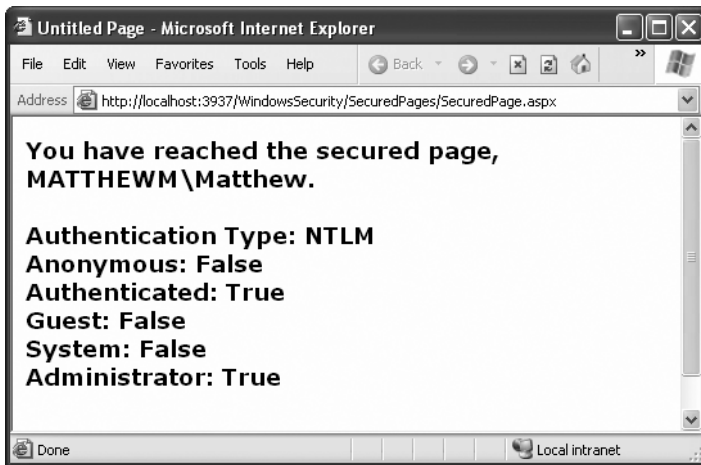 Untitled Page - Microsoft Internet Explorer
File Edit View Favorites Tools Help Back »
Address http://localhost:3937/WindowsSecurity/SecuredPages/SecuredPage.aspx
You have reached the secured page,
MATTHEWM\Matthew.
Authentication Type: NTLM
Anonymous: False
Authenticated: True
Guest: False
System: False
Administrator: True
Done Local intranet